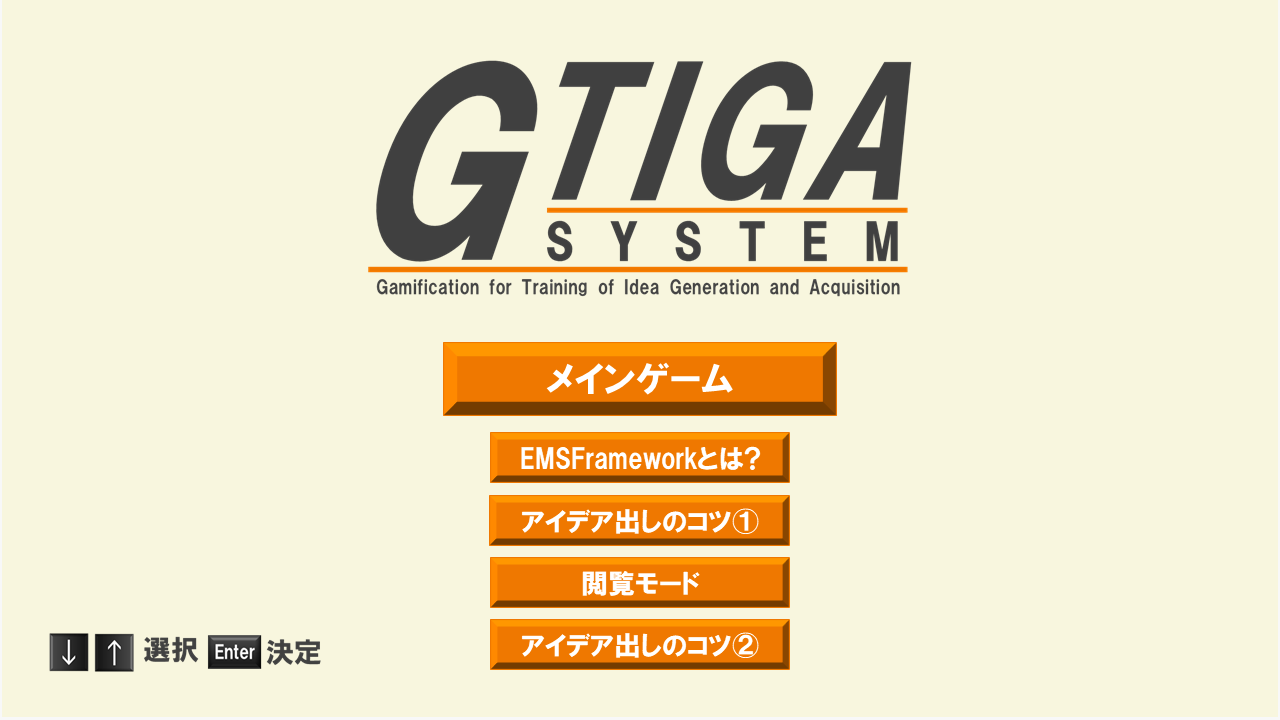 GTIGA
SYSTEM
Gamification for Training of Idea Generation and Acquisition
メインゲーム
EMSFrameworkとは?
アイデア出しのコツ①
閲覧モード
アイデア出しのコツ②
↓ ↑ 選択 Enter 決定